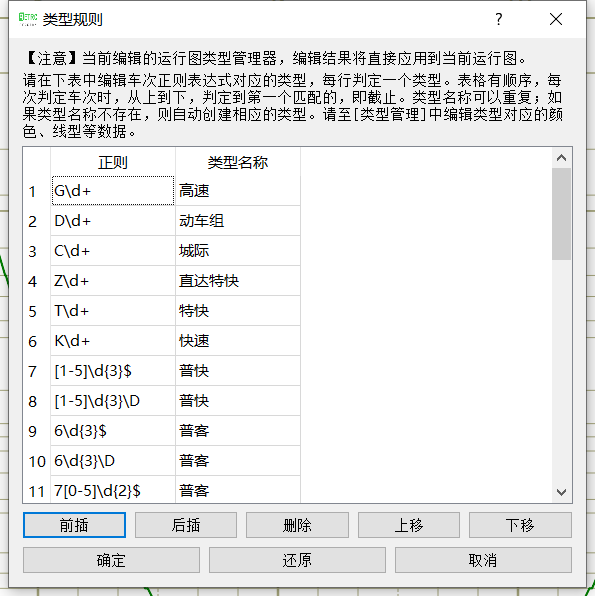 类型规则
【注意】当前编辑的运行图类型管理器，编辑结果将直接应用到当前运行图。
请在下表中编辑车次正则表达式对应的类型，每行判定一个类型。表格有顺序，每
次判定车次时，从上到下，判定到第一个匹配的，即截止。类型名称可以重复；如
果类型名称不存在，则自动创建相应的类型。请至[类型管理]中编辑类型对应的颜
色、线型等数据。
正则 类型名称
1 G\d+ 高速
2 D\d+ 动车组
3 C\d+ 城际
4 Z\d+ 直达特快
5 T\d+ 特快
6 K\d+ 快速
7 [1-5]\d{3}$ 普快
8 [1-5]\d{3}\D 普快
9 6\d{3}$ 普客
10 6\d{3}\D 普客
11 7[0-5]\d{2}$ 普客
前插 后插 删除 上移 下移
确定 还原 取消